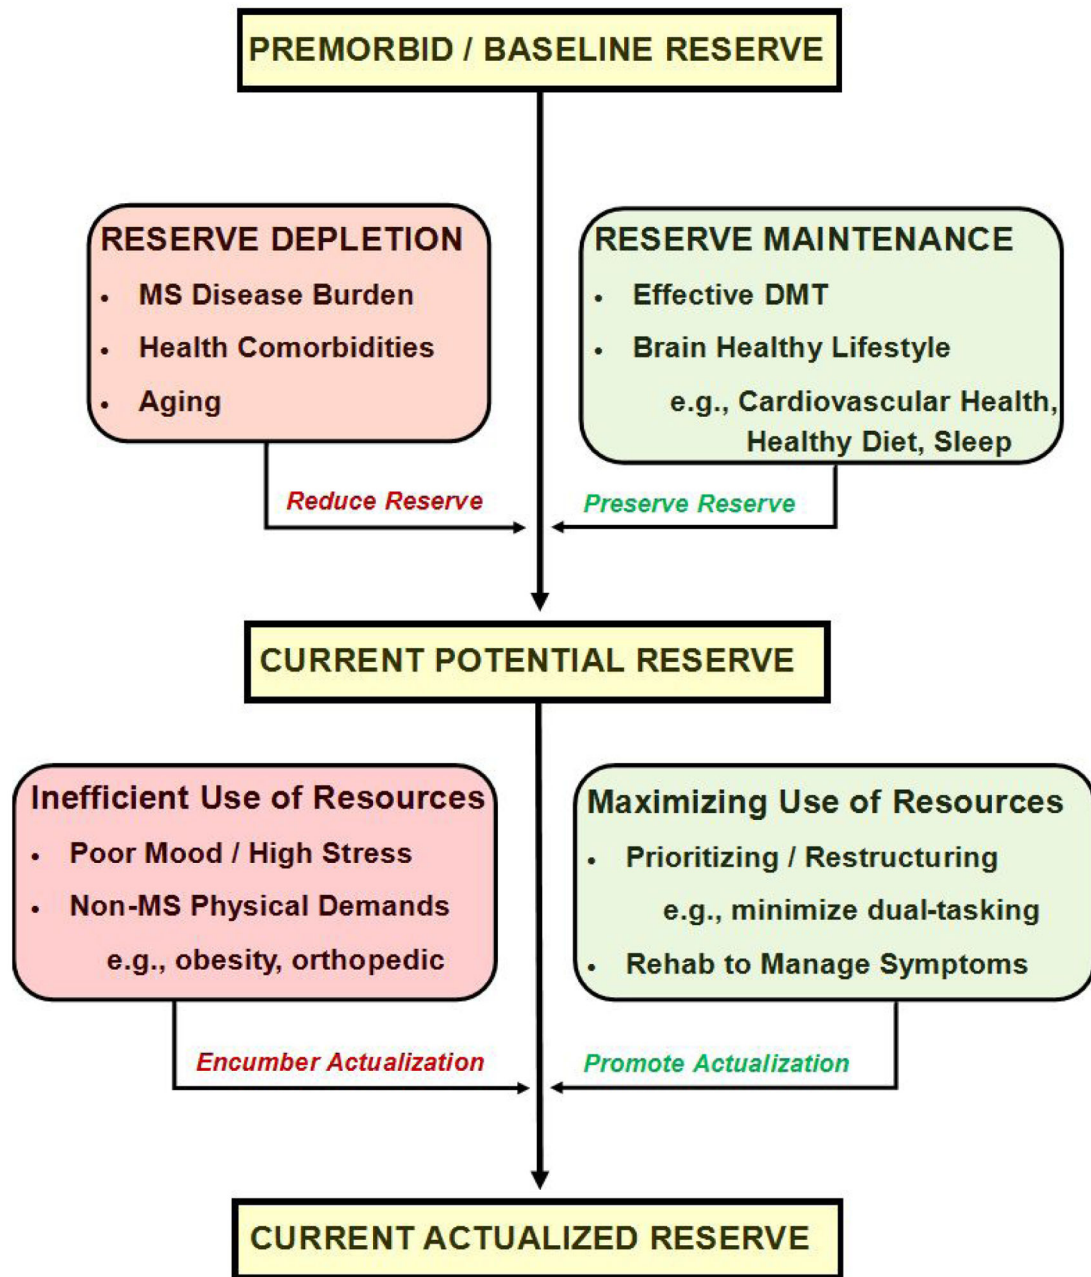 PREMORBID / BASELINE RESERVE
RESERVE DEPLETION
• MS Disease Burden
• Health Comorbidities
• Aging
RESERVE MAINTENANCE
• Effective DMT
• Brain Healthy Lifestyle
e.g., Cardiovascular Health,
Healthy Diet, Sleep
Reduce Reserve
Preserve Reserve
CURRENT POTENTIAL RESERVE
Inefficient Use of Resources
• Poor Mood / High Stress
• Non-MS Physical Demands
e.g., obesity, orthopedic
Maximizing Use of Resources
• Prioritizing / Restructuring
e.g., minimize dual-tasking
• Rehab to Manage Symptoms
Encumber Actualization
Promote Actualization
CURRENT ACTUALIZED RESERVE